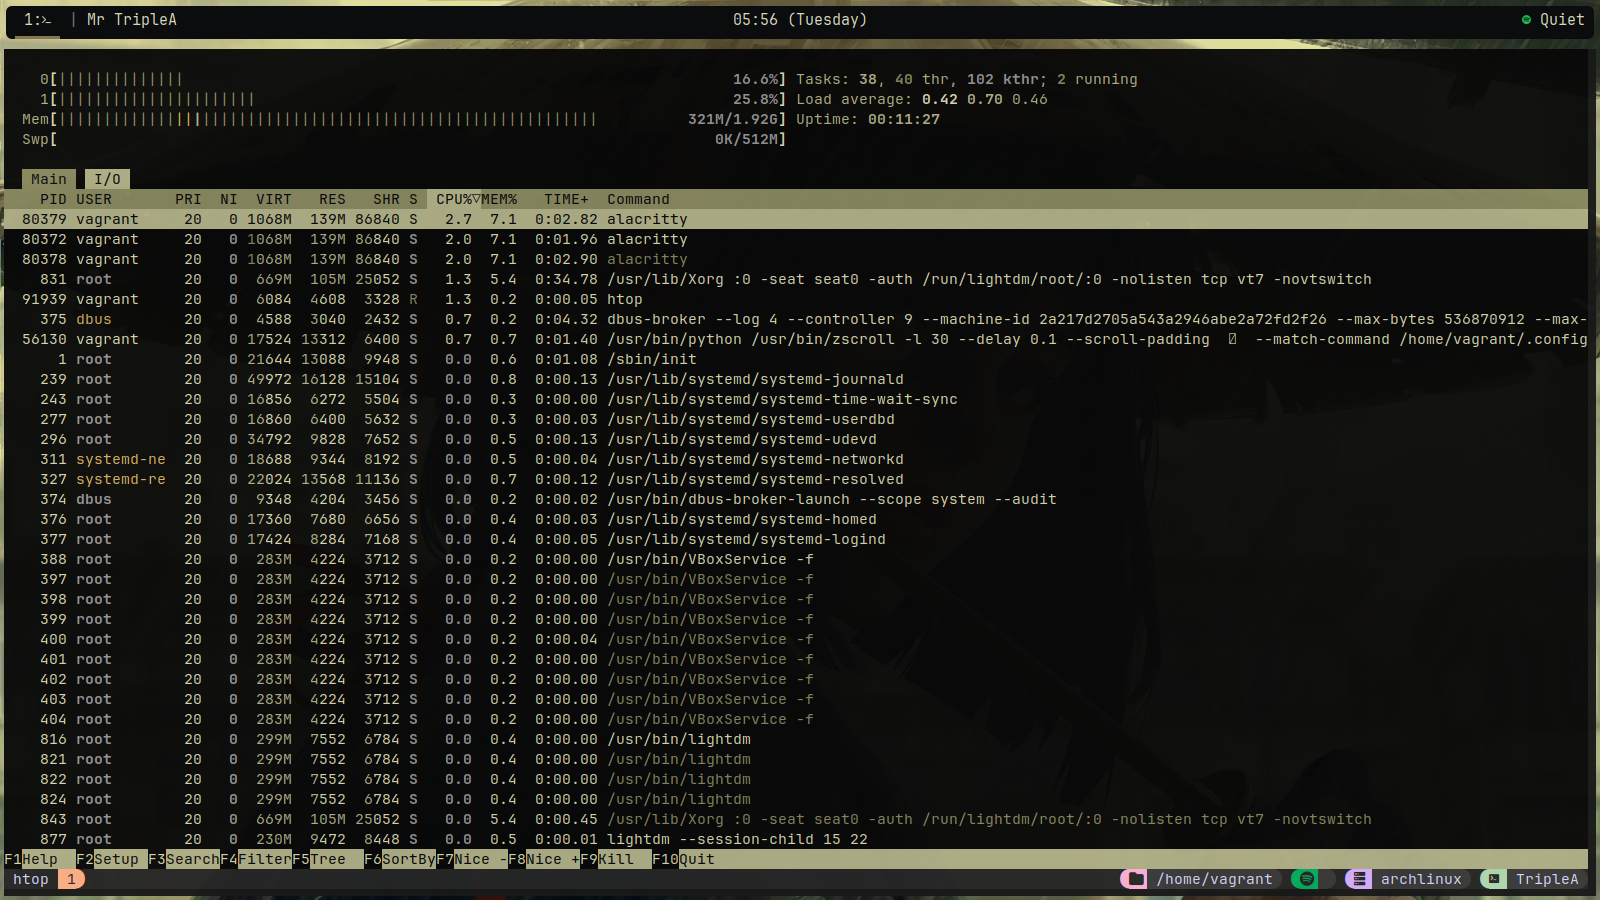 1: | Mr TripleA 05:56 (Tuesday) Quiet
0[|||||||||||||| 16.6%] Tasks: 38, 40 thr, 102 kthr; 2 running
1[|||||||||||||||||||||| 25.8%] Load average: 0.42 0.70 0.46
Mem[|||||||||||||||||||||||||||||||||||||||||||||||||||||||||||| 321M/1.92G] Uptime: 00:11:27
Swp[ 0K/512M]
Main I/O
PID USER PRI NI VIRT RES SHR S CPU%▽MEM% TIME+ Command
80379 vagrant 20 0 1068M 139M 86840 S 2.7 7.1 0:02.82 alacritty
80372 vagrant 20 0 1068M 139M 86840 S 2.0 7.1 0:01.96 alacritty
80378 vagrant 20 0 1068M 139M 86840 S 2.0 7.1 0:02.90 alacritty
831 root 20 0 669M 105M 25052 S 1.3 5.4 0:34.78 /usr/lib/Xorg :0 -seat seat0 -auth /run/lightdm/root/:0 -nolisten tcp vt7 -novtswitch
91939 vagrant 20 0 6084 4608 3328 R 1.3 0.2 0:00.05 htop
375 dbus 20 0 4588 3040 2432 S 0.7 0.2 0:04.32 dbus-broker --log 4 --controller 9 --machine-id 2a217d2705a543a2946abe2a72fd2f26 --max-bytes 536870912 --max-
56130 vagrant 20 0 17524 13312 6400 S 0.7 0.7 0:01.40 /usr/bin/python /usr/bin/zscroll -l 30 --delay 0.1 --scroll-padding --match-command /home/vagrant/.config
1 root 20 0 21644 13088 9948 S 0.0 0.6 0:01.08 /sbin/init
239 root 20 0 49972 16128 15104 S 0.0 0.8 0:00.13 /usr/lib/systemd/systemd-journald
243 root 20 0 16856 6272 5504 S 0.0 0.3 0:00.00 /usr/lib/systemd/systemd-time-wait-sync
277 root 20 0 16860 6400 5632 S 0.0 0.3 0:00.03 /usr/lib/systemd/systemd-userdbd
296 root 20 0 34792 9828 7652 S 0.0 0.5 0:00.13 /usr/lib/systemd/systemd-udevd
311 systemd-ne 20 0 18688 9344 8192 S 0.0 0.5 0:00.04 /usr/lib/systemd/systemd-networkd
327 systemd-re 20 0 22024 13568 11136 S 0.0 0.7 0:00.12 /usr/lib/systemd/systemd-resolved
374 dbus 20 0 9348 4204 3456 S 0.0 0.2 0:00.02 /usr/bin/dbus-broker-launch --scope system --audit
376 root 20 0 17360 7680 6656 S 0.0 0.4 0:00.03 /usr/lib/systemd/systemd-homed
377 root 20 0 17424 8284 7168 S 0.0 0.4 0:00.05 /usr/lib/systemd/systemd-logind
388 root 20 0 283M 4224 3712 S 0.0 0.2 0:00.00 /usr/bin/VBoxService -f
397 root 20 0 283M 4224 3712 S 0.0 0.2 0:00.00 /usr/bin/VBoxService -f
398 root 20 0 283M 4224 3712 S 0.0 0.2 0:00.00 /usr/bin/VBoxService -f
399 root 20 0 283M 4224 3712 S 0.0 0.2 0:00.00 /usr/bin/VBoxService -f
400 root 20 0 283M 4224 3712 S 0.0 0.2 0:00.04 /usr/bin/VBoxService -f
401 root 20 0 283M 4224 3712 S 0.0 0.2 0:00.00 /usr/bin/VBoxService -f
402 root 20 0 283M 4224 3712 S 0.0 0.2 0:00.00 /usr/bin/VBoxService -f
403 root 20 0 283M 4224 3712 S 0.0 0.2 0:00.00 /usr/bin/VBoxService -f
404 root 20 0 283M 4224 3712 S 0.0 0.2 0:00.00 /usr/bin/VBoxService -f
816 root 20 0 299M 7552 6784 S 0.0 0.4 0:00.00 /usr/bin/lightdm
821 root 20 0 299M 7552 6784 S 0.0 0.4 0:00.00 /usr/bin/lightdm
822 root 20 0 299M 7552 6784 S 0.0 0.4 0:00.00 /usr/bin/lightdm
824 root 20 0 299M 7552 6784 S 0.0 0.4 0:00.00 /usr/bin/lightdm
843 root 20 0 669M 105M 25052 S 0.0 5.4 0:00.45 /usr/lib/Xorg :0 -seat seat0 -auth /run/lightdm/root/:0 -nolisten tcp vt7 -novtswitch
877 root 20 0 230M 9472 8448 S 0.0 0.5 0:00.01 lightdm --session-child 15 22
F1Help F2Setup F3SearchF4FilterF5Tree F6SortByF7Nice -F8Nice +F9Kill F10Quit
htop 1 /home/vagrant archlinux TripleA